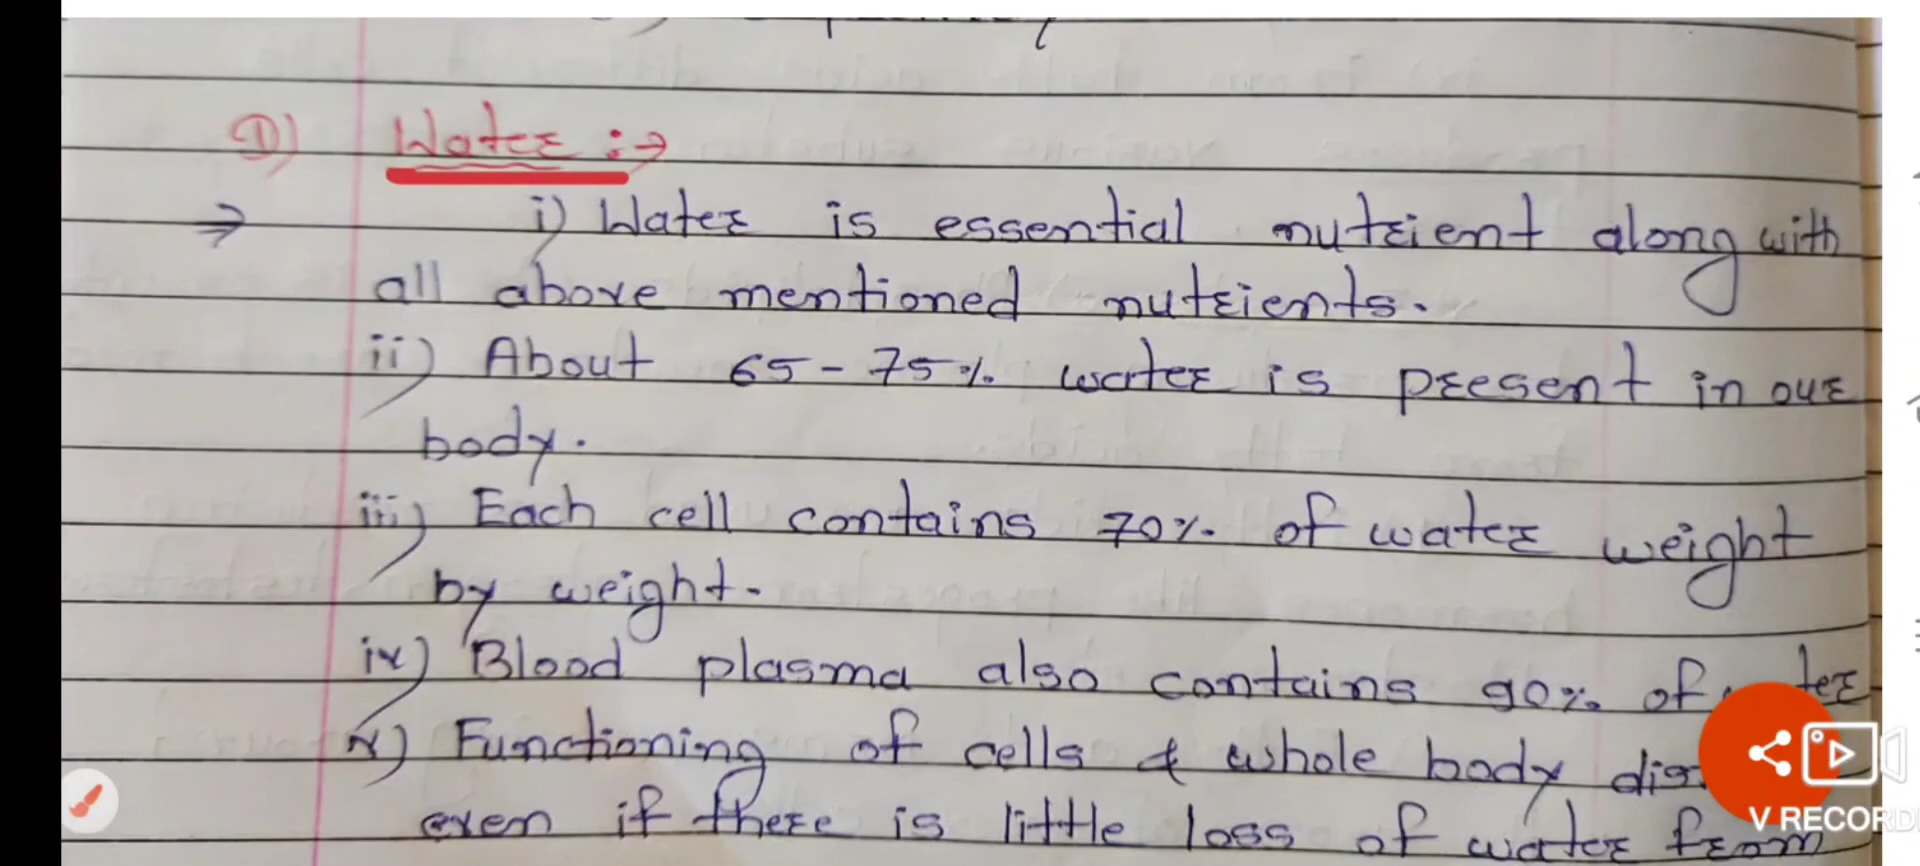 D) Water :→
⇒ i) Water is essential nutrient along with
all above mentioned nutrients.
ii) About 65-75% water is present in our
body.
iii) Each cell contains 70% of water weight
by weight.
iv) Blood plasma also contains 90% of
v) Functioning of cells & whole body
even if there is little loss of water from
V RECORD